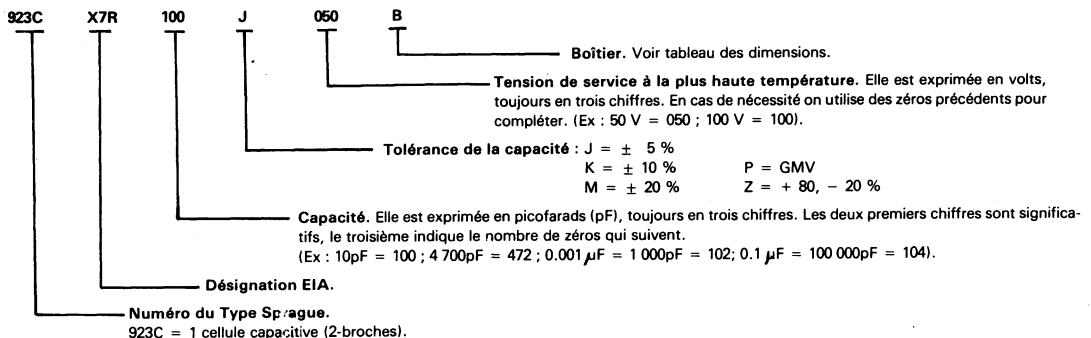 923C X7R 100 J 050 B
Boîtier. Voir tableau des dimensions.
Tension de service à la plus haute température. Elle est exprimée en volts,
toujours en trois chiffres. En cas de nécessité on utilise des zéros précédents pour
compléter. (Ex : 50 V = 050 ; 100 V = 100).
Tolérance de la capacité : J = ± 5 %
K = ± 10 % P = GMV
M = ± 20 % Z = + 80, − 20 %
Capacité. Elle est exprimée en picofarads (pF), toujours en trois chiffres. Les deux premiers chiffres sont significa-
tifs, le troisième indique le nombre de zéros qui suivent.
(Ex : 10pF = 100 ; 4 700pF = 472 ; 0.001 µF = 1 000pF = 102; 0.1 µF = 100 000pF = 104).
Désignation EIA.
Numéro du Type Sprague.
923C = 1 cellule capacitive (2-broches).